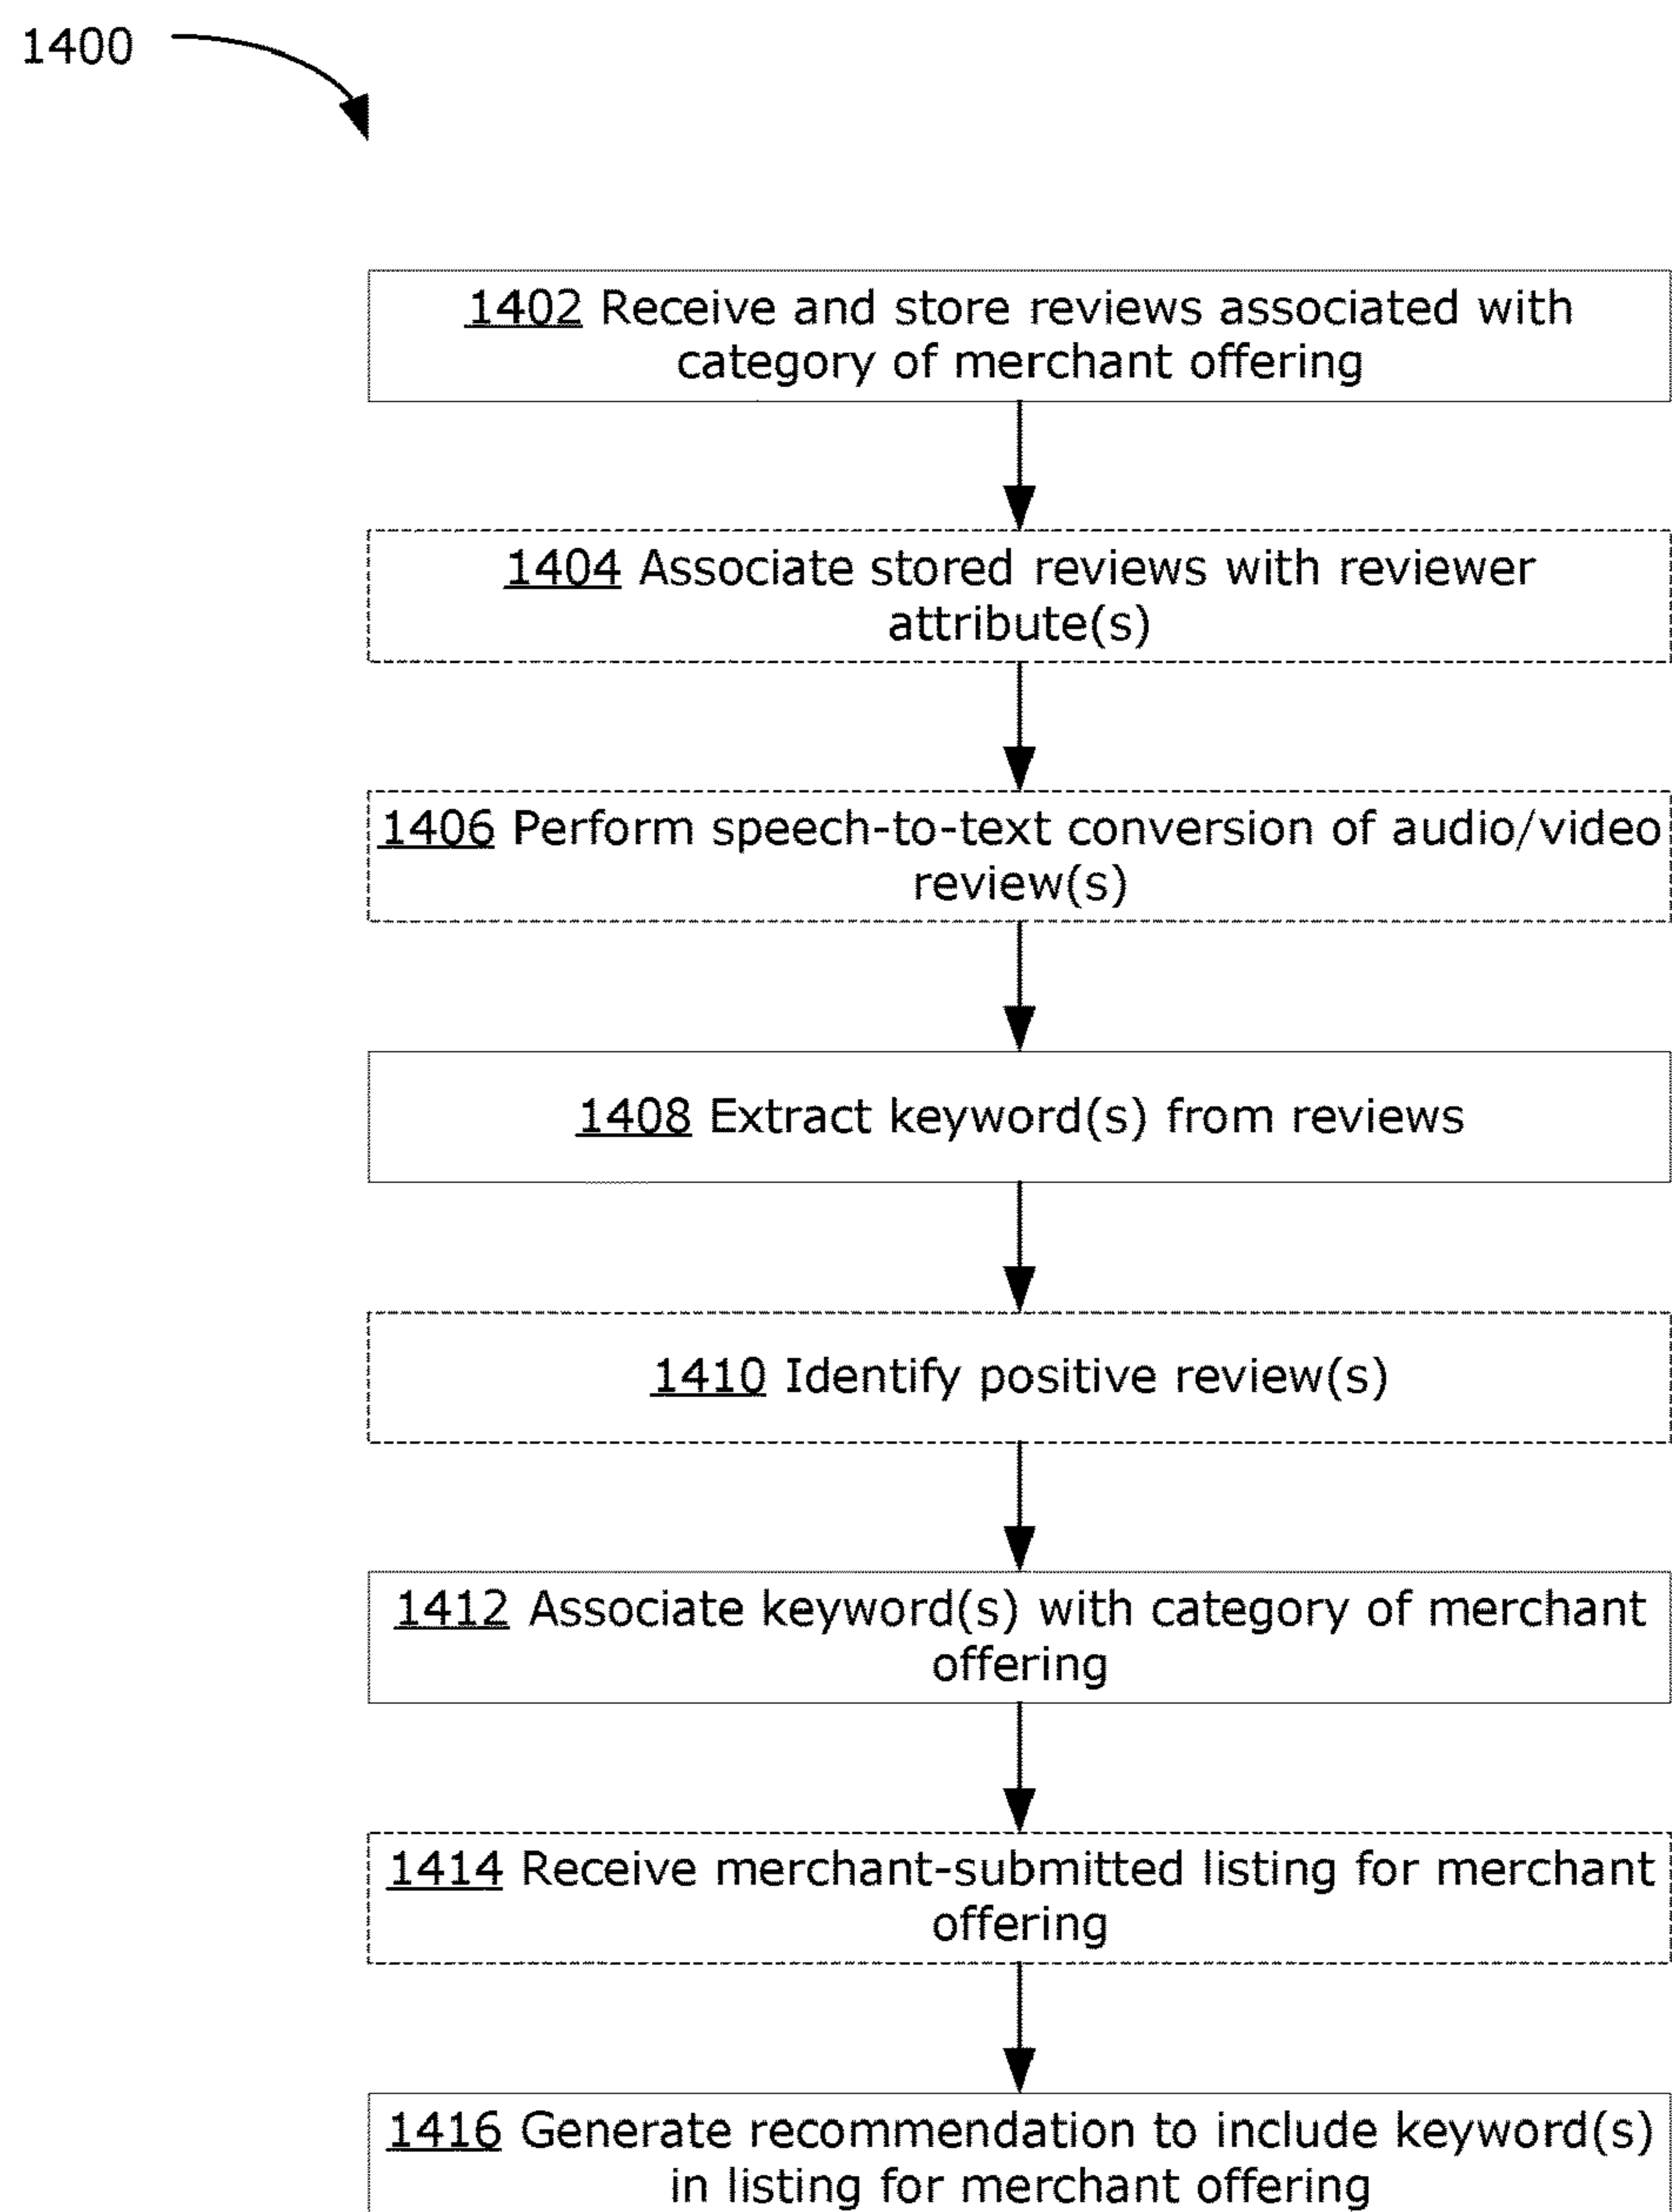 1400
1402 Receive and store reviews associated with
category of merchant offering
1404 Associate stored reviews with reviewer
attribute(s)
1406 Perform speech-to-text conversion of audio/video
review(s)
1408 Extract keyword(s) from reviews
1410 Identify positive review(s)
1412 Associate keyword(s) with category of merchant
offering
1414 Receive merchant-submitted listing for merchant
offering
1416 Generate recommendation to include keyword(s)
in listing for merchant offering